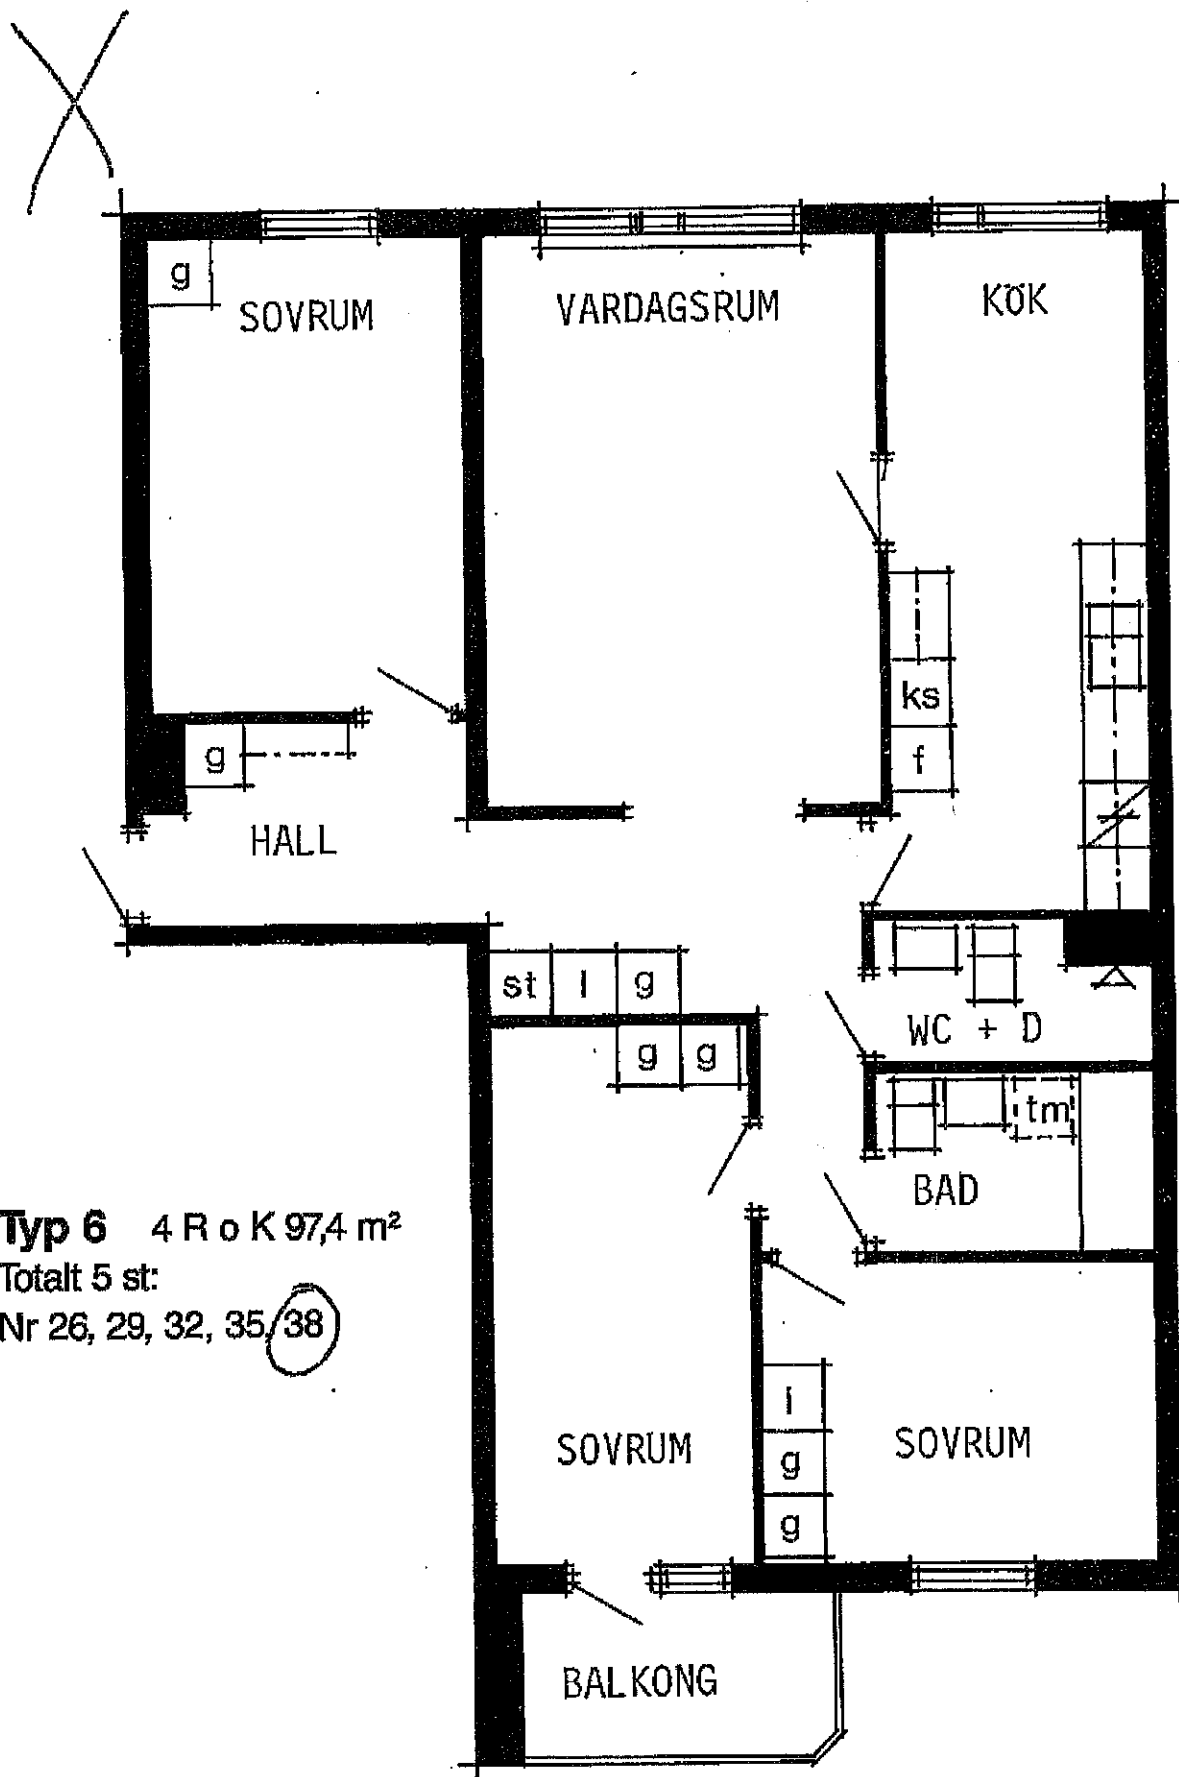 g
SOVRUM
VARDAGSRUM
KÖK
ks
f
g
HALL
st l g
g g
WC + D
tm
BAD
Typ 6 4 R o K 97,4 m²
Totalt 5 st:
Nr 26, 29, 32, 35, 38
l
g
g
SOVRUM
SOVRUM
BALKONG